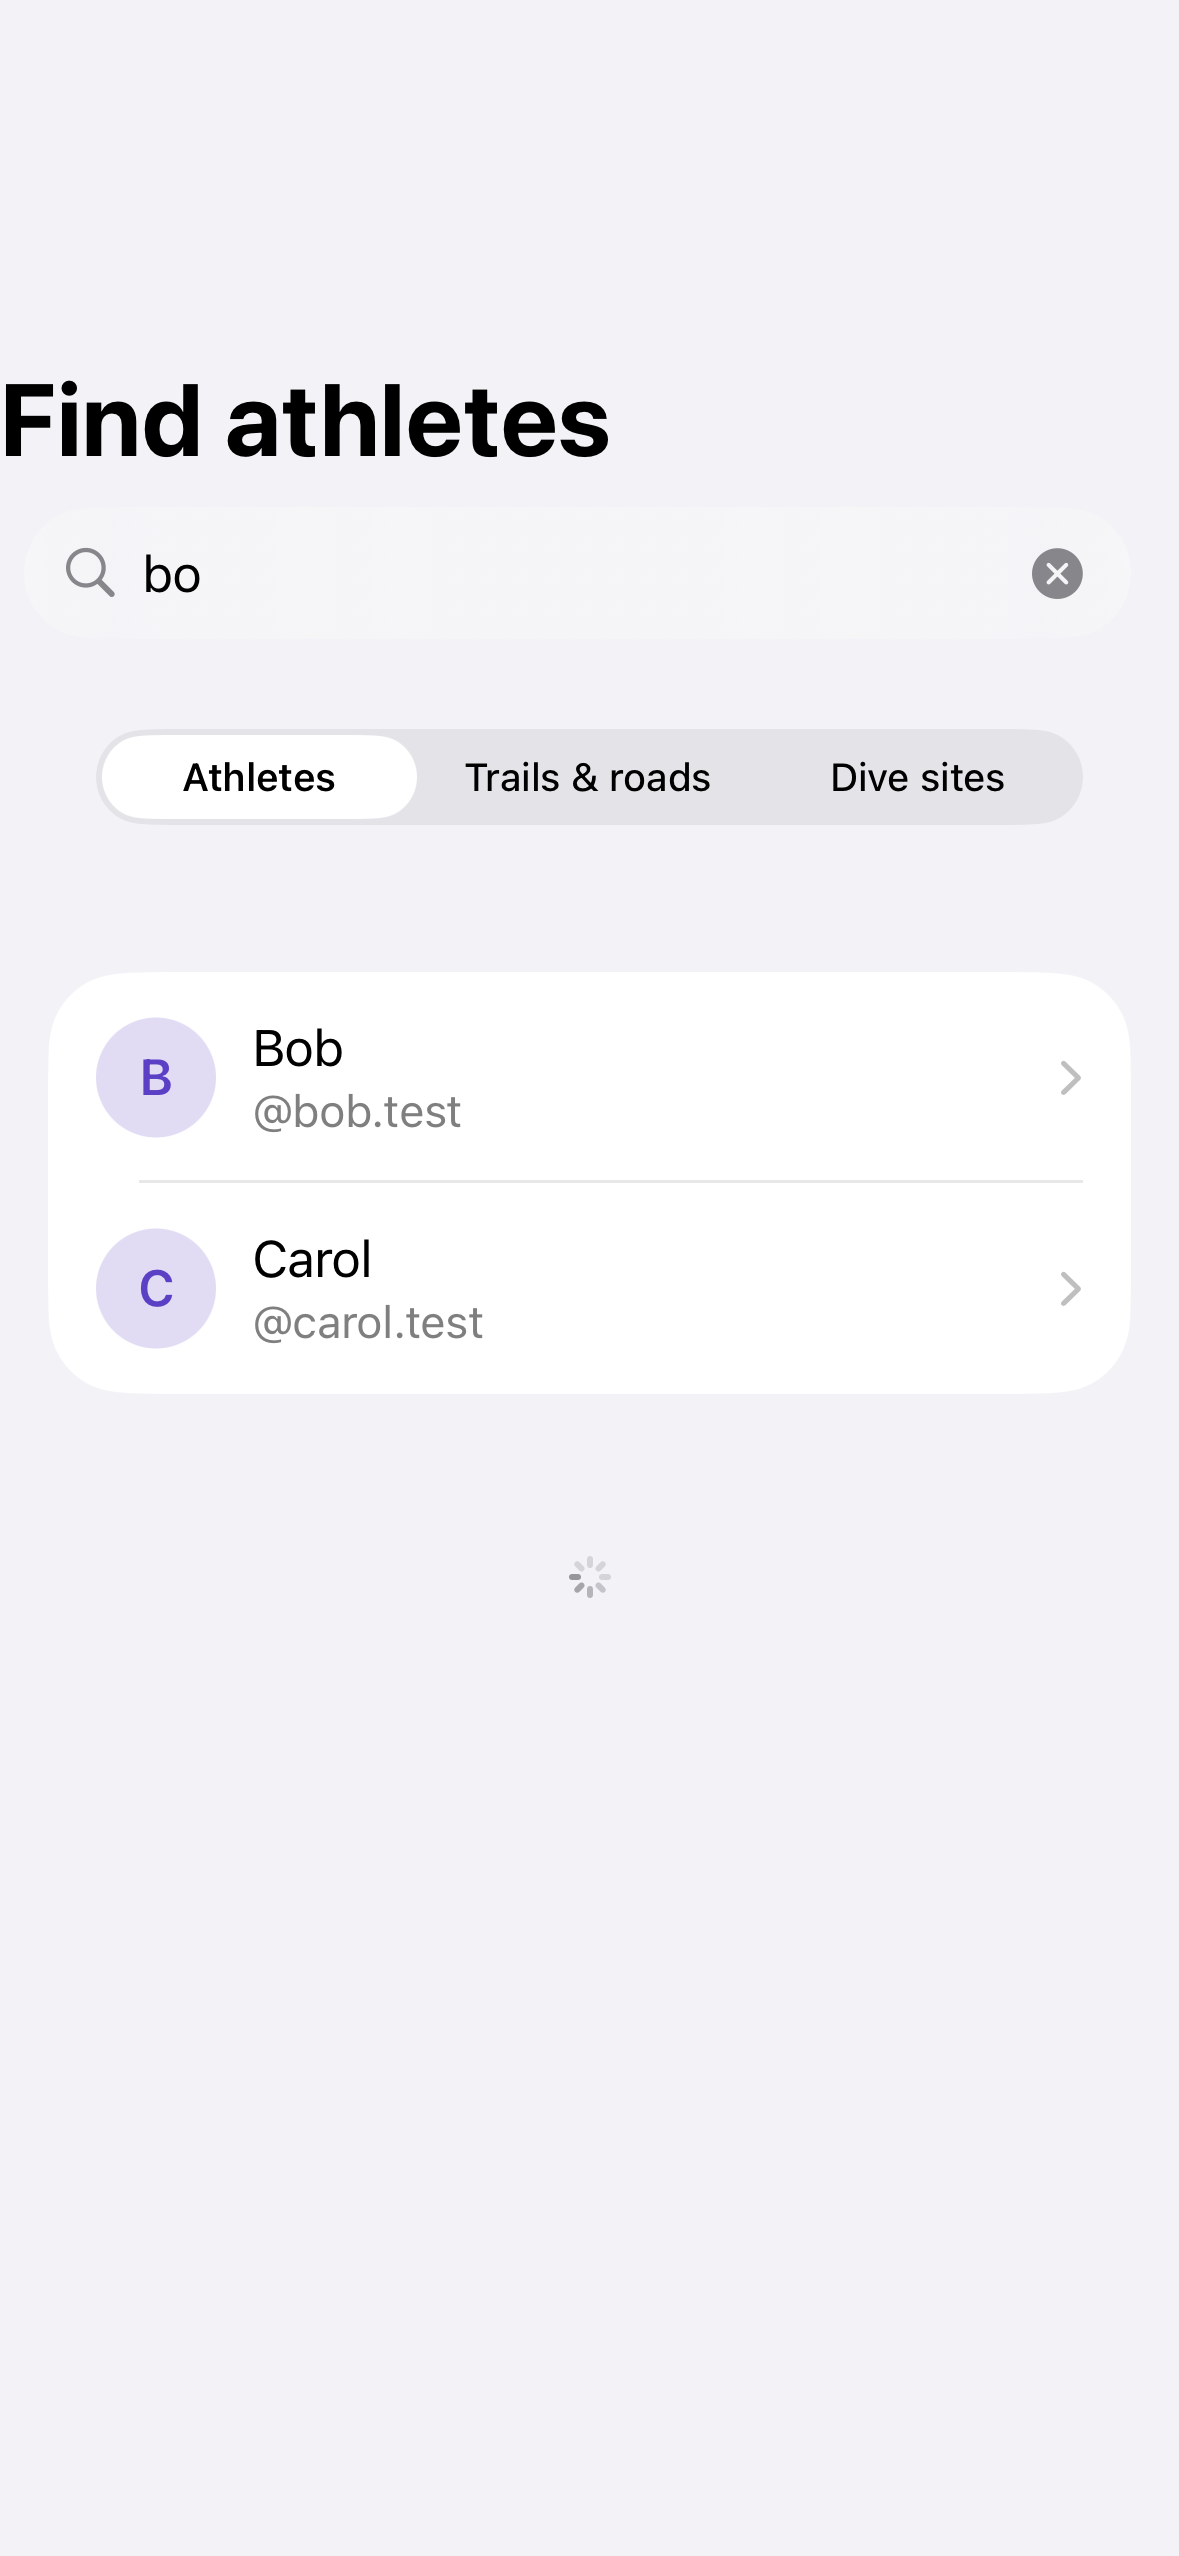 Find athletes
bo
Athletes Trails & roads Dive sites
B
Bob
@bob.test
C
Carol
@carol.test